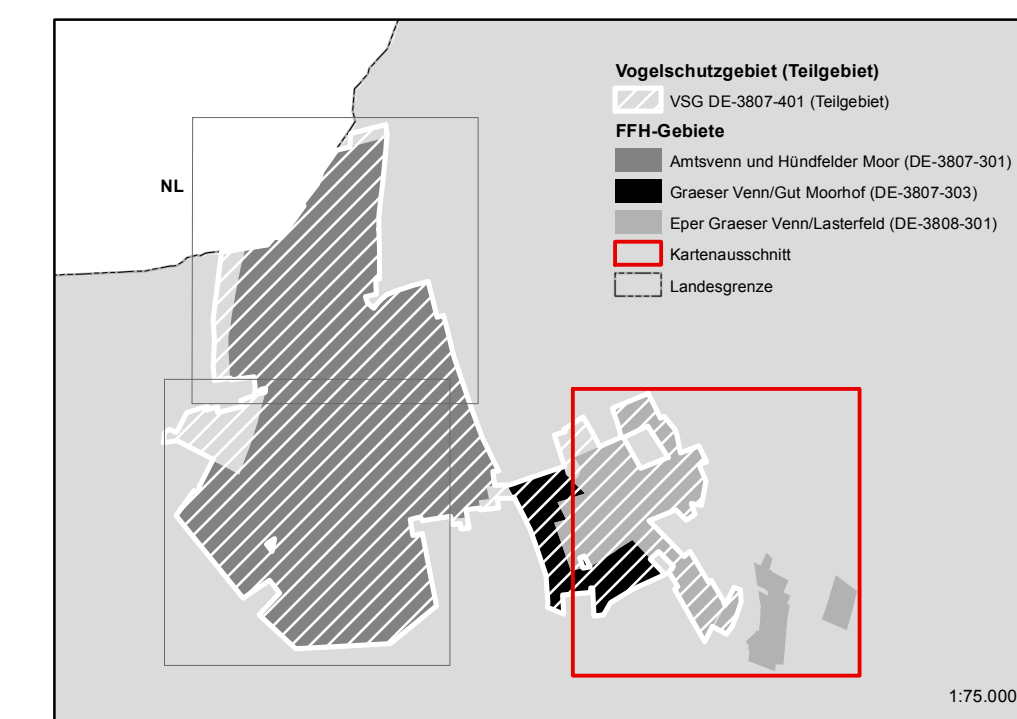 Vogelschutzgebiet (Teilgebiet)
VSG DE-3807-401 (Teilgebiet)
FFH-Gebiete
Amtsvenn und Hündfelder Moor (DE-3807-301)
Graeser Venn/Gut Moorhof (DE-3807-303)
Eper Graeser Venn/Lasterfeld (DE-3808-301)
Kartenausschnitt
Landesgrenze
NL
1:75.000